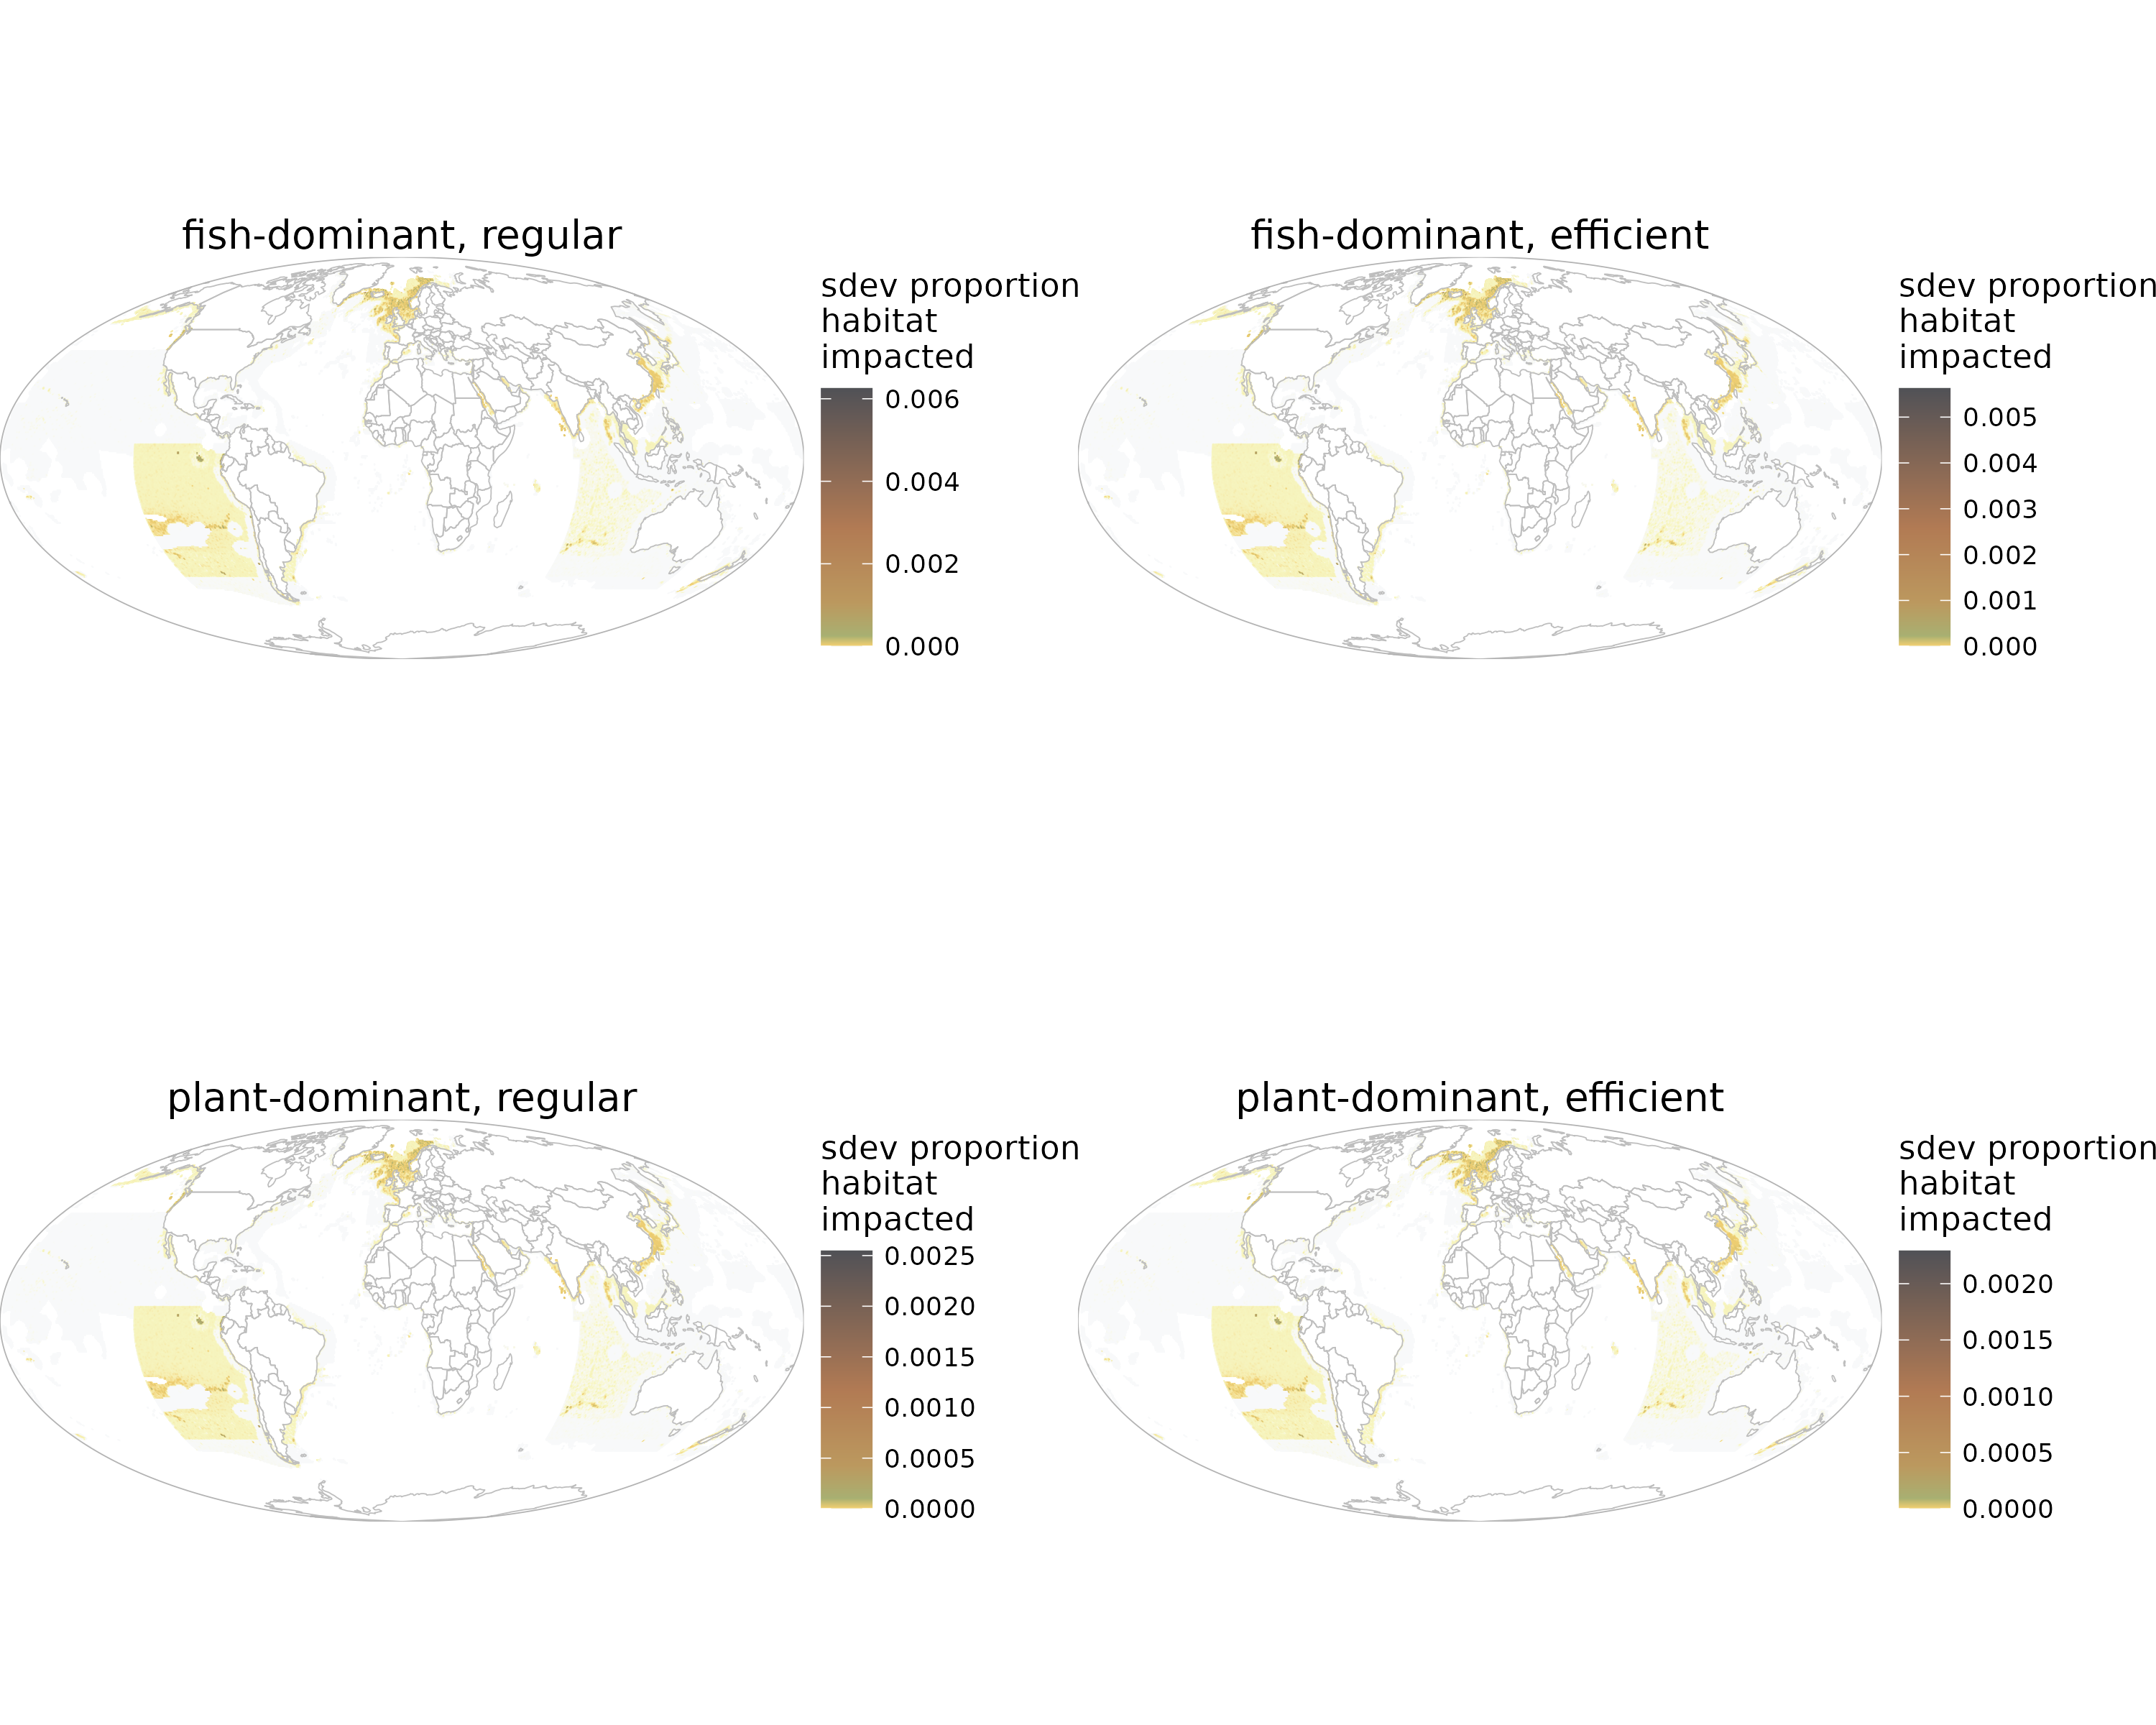 fish-dominant, regular
sdev proportion
habitat
impacted
0.006
0.004
0.002
0.000
fish-dominant, efficient
sdev proportion
habitat
impacted
0.005
0.004
0.003
0.002
0.001
0.000
plant-dominant, regular
sdev proportion
habitat
impacted
0.0025
0.0020
0.0015
0.0010
0.0005
0.0000
plant-dominant, efficient
sdev proportion
habitat
impacted
0.0020
0.0015
0.0010
0.0005
0.0000